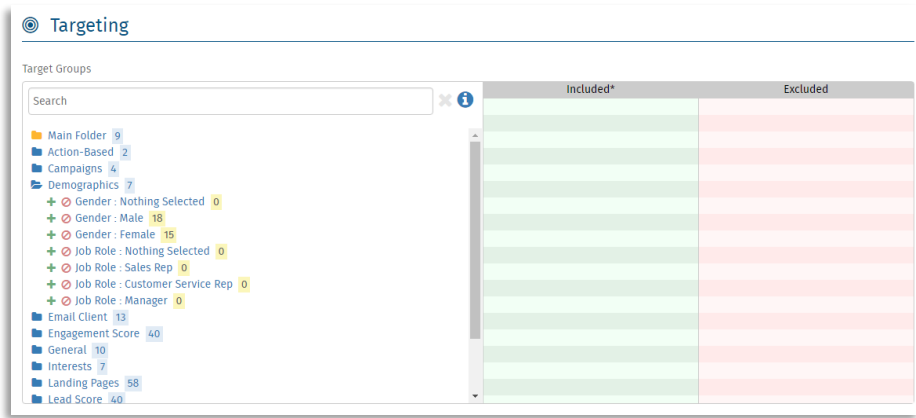 Targeting
Target Groups
Search
Included*
Excluded
Main Folder 9
Action-Based 2
Campaigns 4
Demographics 7
Gender : Nothing Selected 0
Gender : Male 18
Gender : Female 15
Job Role : Nothing Selected 0
Job Role : Sales Rep 0
Job Role : Customer Service Rep 0
Job Role : Manager 0
Email Client 13
Engagement Score 40
General 10
Interests 7
Landing Pages 58
Lead Score 40